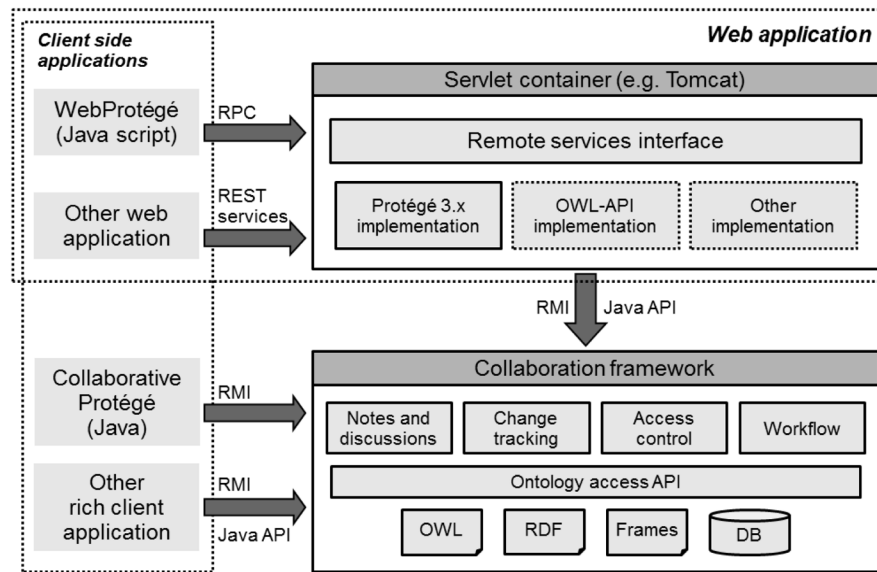 Client side
applications
Web application
WebProtégé
(Java script)
RPC
Servlet container (e.g. Tomcat)
Remote services interface
Other web
application
REST
services
Protégé 3.x
implementation
OWL-API
implementation
Other
implementation
RMI
Java API
Collaborative
Protégé
(Java)
RMI
Collaboration framework
Notes and
discussions
Change
tracking
Access
control
Workflow
Other
rich client
application
RMI
Java API
Ontology access API
OWL
RDF
Frames
DB